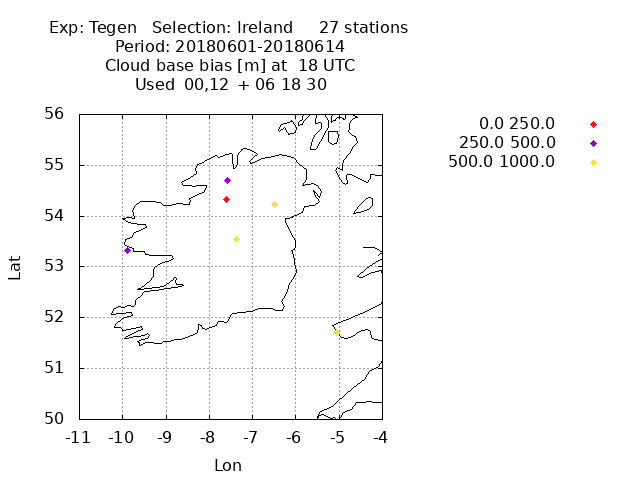 Exp: Tegen   Selection: Ireland     27 stations
Period: 20180601-20180614
Cloud base bias [m] at  18 UTC
Used  00,12  + 06 18 30
0.0 250.0
250.0 500.0
500.0 1000.0
56
55
54
53
52
51
50
Lat
-11 -10 -9 -8 -7 -6 -5 -4
Lon